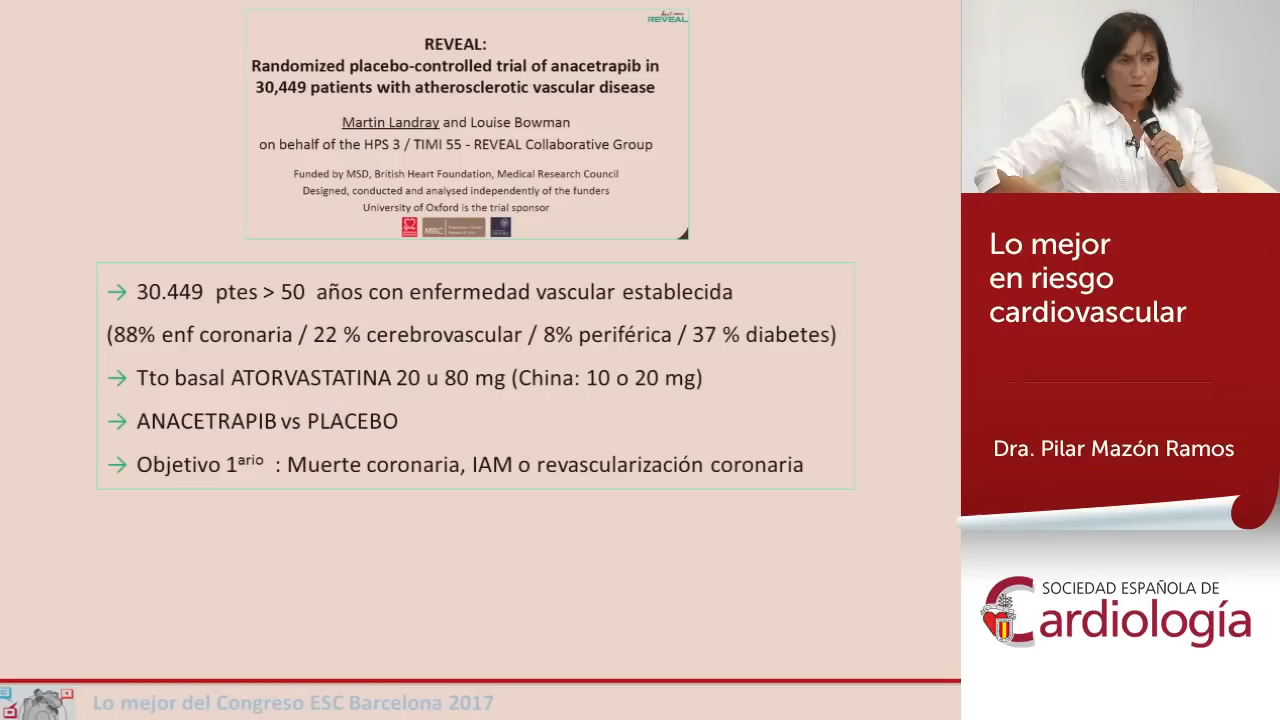 REVEAL
REVEAL:
Randomized placebo-controlled trial of anacetrapib in
30,449 patients with atherosclerotic vascular disease
Martin Landray and Louise Bowman
on behalf of the HPS 3 / TIMI 55 - REVEAL Collaborative Group
Funded by MSD, British Heart Foundation, Medical Research Council
Designed, conducted and analysed independently of the funders
University of Oxford is the trial sponsor
MRC
→ 30.449 ptes > 50 años con enfermedad vascular establecida
(88% enf coronaria / 22 % cerebrovascular / 8% periférica / 37 % diabetes)
→ Tto basal ATORVASTATINA 20 u 80 mg (China: 10 o 20 mg)
→ ANACETRAPIB vs PLACEBO
→ Objetivo 1ario : Muerte coronaria, IAM o revascularización coronaria
Lo mejor del Congreso ESC Barcelona 2017
Lo mejor
en riesgo
cardiovascular
Dra. Pilar Mazón Ramos
SOCIEDAD ESPAÑOLA DE
Cardiología